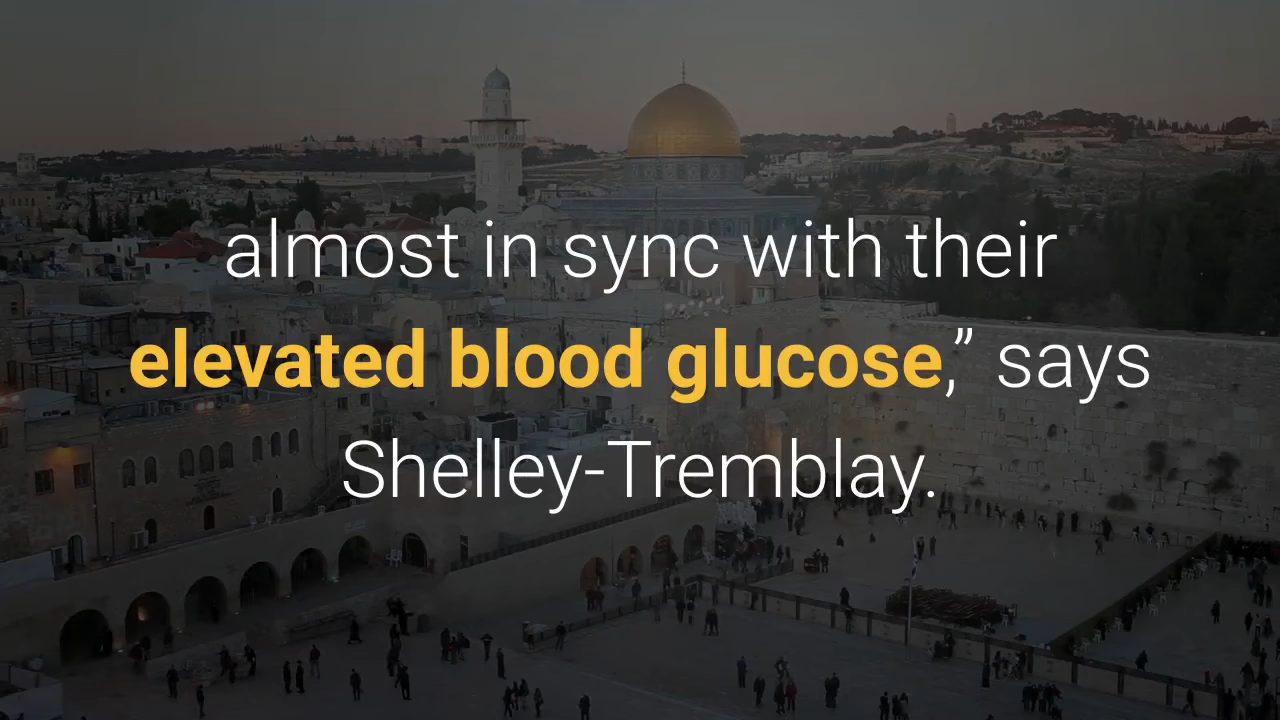 almost in sync with their
elevated blood glucose,” says
Shelley-Tremblay.